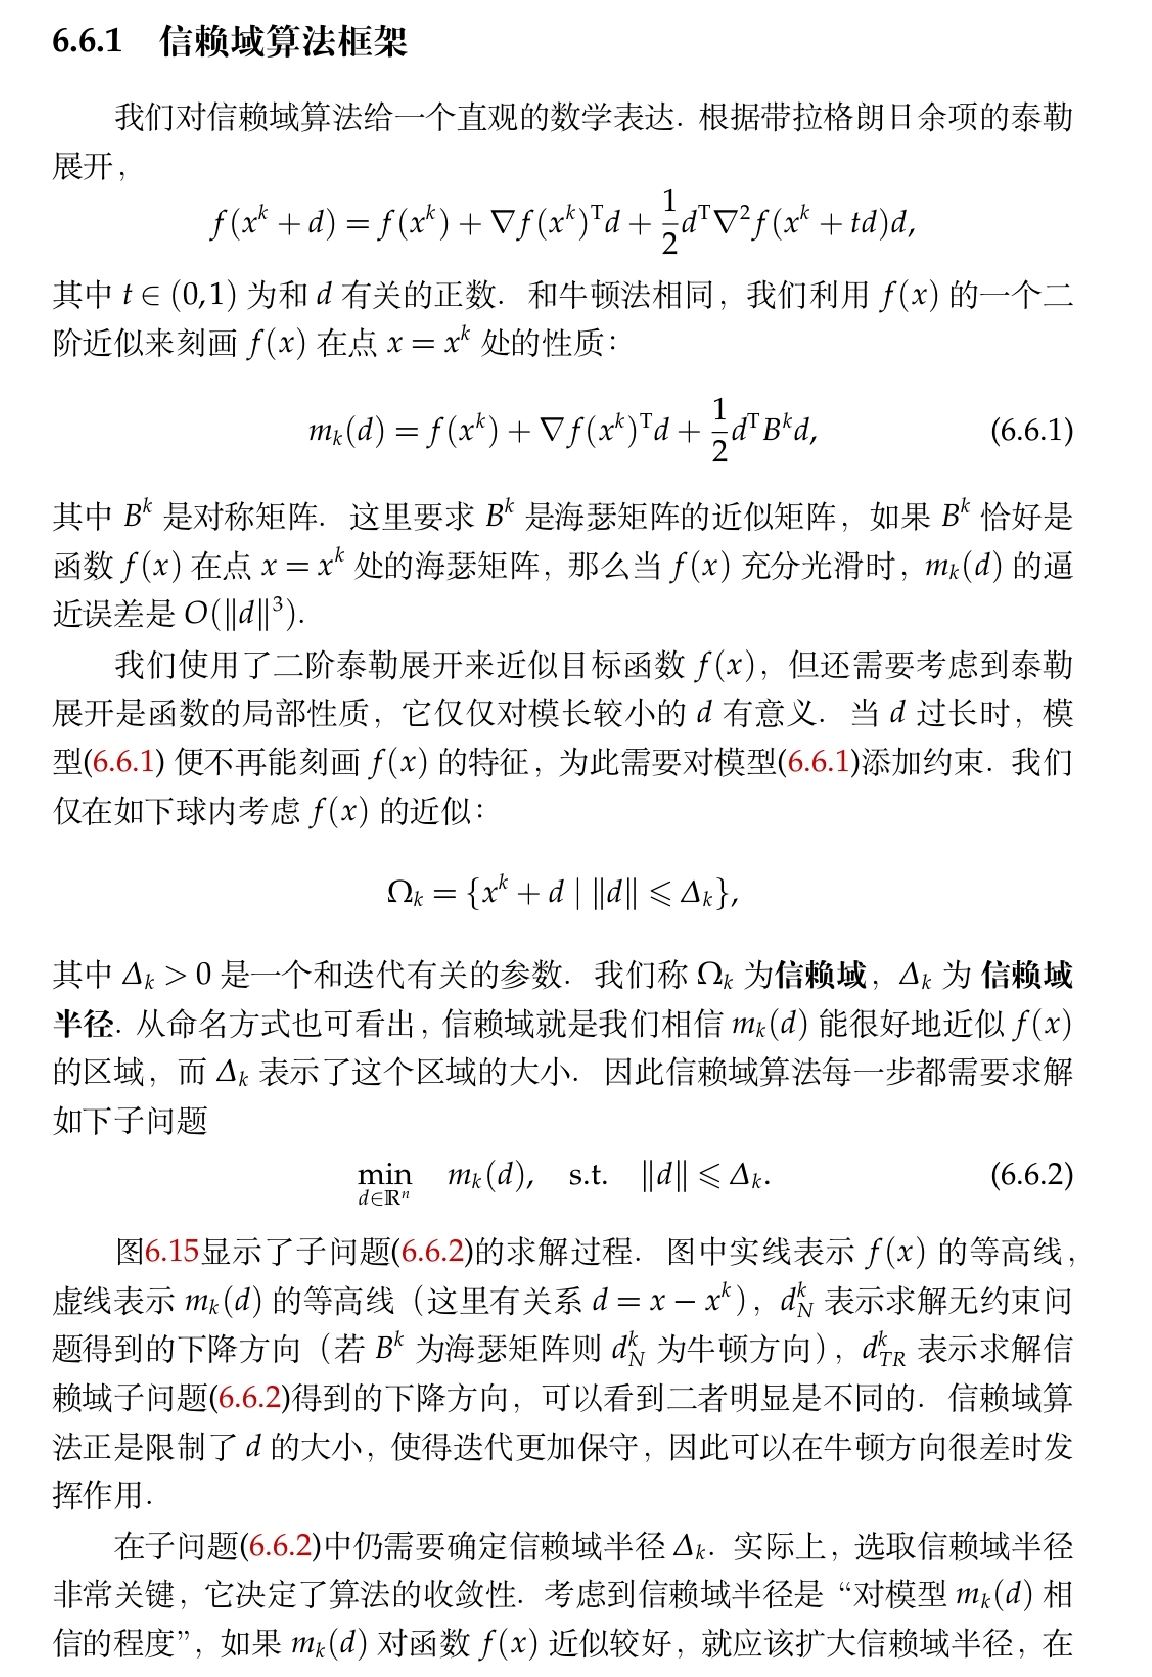 6.6.1 信赖域算法框架
我们对信赖域算法给一个直观的数学表达. 根据带拉格朗日余项的泰勒
展开，
f(x^k + d) = f(x^k) + ∇f(x^k)^T d + \frac{1}{2} d^T ∇²f(x^k + td)d,
其中 t ∈ (0,1) 为和 d 有关的正数. 和牛顿法相同，我们利用 f(x) 的一个二
阶近似来刻画 f(x) 在点 x = x^k 处的性质：
m_k(d) = f(x^k) + ∇f(x^k)^T d + \frac{1}{2} d^T B^k d, (6.6.1)
其中 B^k 是对称矩阵. 这里要求 B^k 是海瑟矩阵的近似矩阵，如果 B^k 恰好是
函数 f(x) 在点 x = x^k 处的海瑟矩阵，那么当 f(x) 充分光滑时，m_k(d) 的逼
近误差是 O(‖d‖³).
我们使用了二阶泰勒展开来近似目标函数 f(x)，但还需要考虑到泰勒
展开是函数的局部性质，它仅仅对模长较小的 d 有意义. 当 d 过长时，模
型(6.6.1) 便不再能刻画 f(x) 的特征，为此需要对模型(6.6.1)添加约束. 我们
仅在如下球内考虑 f(x) 的近似：
Ω_k = {x^k + d | ‖d‖ ⩽ Δ_k},
其中 Δ_k > 0 是一个和迭代有关的参数. 我们称 Ω_k 为信赖域，Δ_k 为 信赖域
半径. 从命名方式也可看出，信赖域就是我们相信 m_k(d) 能很好地近似 f(x)
的区域，而 Δ_k 表示了这个区域的大小. 因此信赖域算法每一步都需要求解
如下子问题
\min_{d∈ℝ^n} m_k(d), s.t. ‖d‖ ⩽ Δ_k. (6.6.2)
图6.15显示了子问题(6.6.2)的求解过程. 图中实线表示 f(x) 的等高线，
虚线表示 m_k(d) 的等高线（这里有关系 d = x − x^k），d_N^k 表示求解无约束问
题得到的下降方向（若 B^k 为海瑟矩阵则 d_N^k 为牛顿方向），d_{TR}^k 表示求解信
赖域子问题(6.6.2)得到的下降方向，可以看到二者明显是不同的. 信赖域算
法正是限制了 d 的大小，使得迭代更加保守，因此可以在牛顿方向很差时发
挥作用.
在子问题(6.6.2)中仍需要确定信赖域半径 Δ_k. 实际上，选取信赖域半径
非常关键，它决定了算法的收敛性. 考虑到信赖域半径是 “对模型 m_k(d) 相
信的程度”，如果 m_k(d) 对函数 f(x) 近似较好，就应该扩大信赖域半径，在